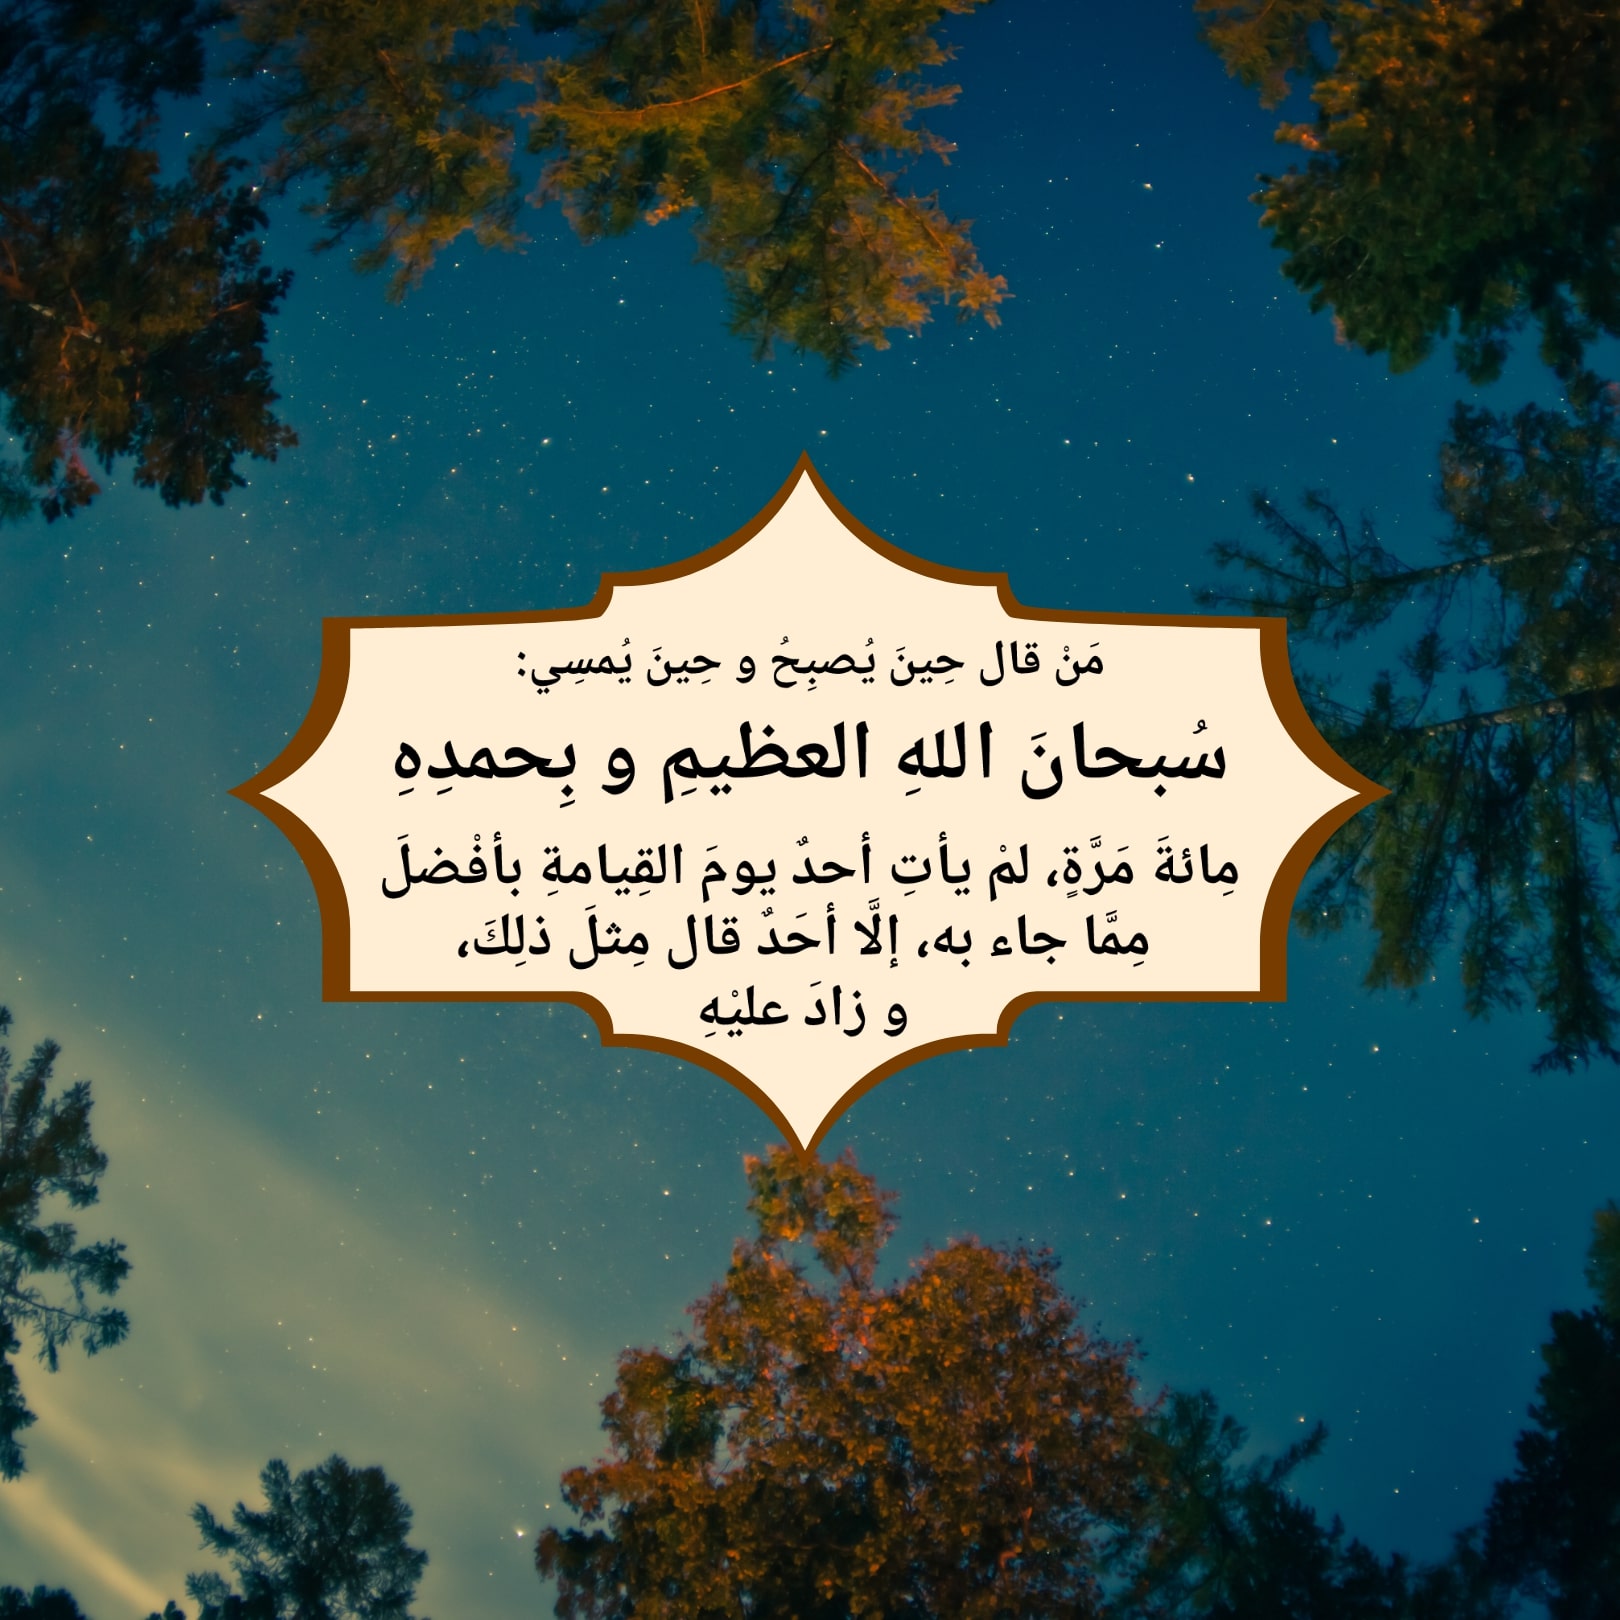 مَنْ قال حِينَ يُصبِحُ و حِينَ يُمسِي:
سُبحانَ اللهِ العظيمِ و بِحمدِهِ
مِائةَ مَرَّةٍ، لمْ يأتِ أحدٌ يومَ القِيامةِ بأفْضلَ
مِمَّا جاء به، إلَّا أحَدٌ قال مِثلَ ذلِكَ،
و زادَ عليْهِ